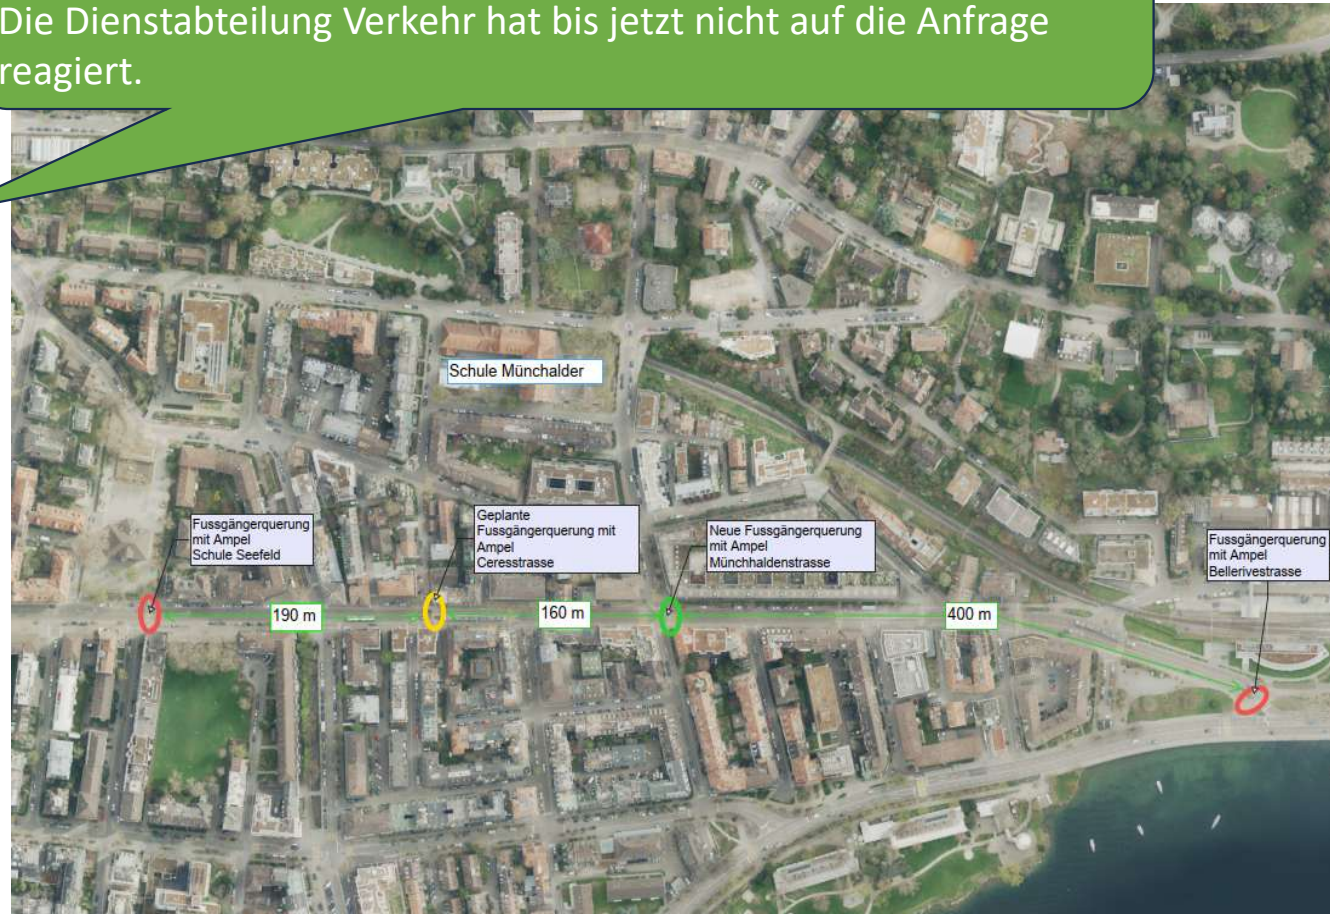 Die Dienstabteilung Verkehr hat bis jetzt nicht auf die Anfrage
reagiert.
Schule Münchalder
Fussgängerquerung
mit Ampel
Schule Seefeld
Geplante
Fussgängerquerung mit
Ampel
Ceresstrasse
Neue Fussgängerquerung
mit Ampel
Münchhaldenstrasse
Fussgängerquerung
mit Ampel
Bellerivestrasse
190 m
160 m
400 m